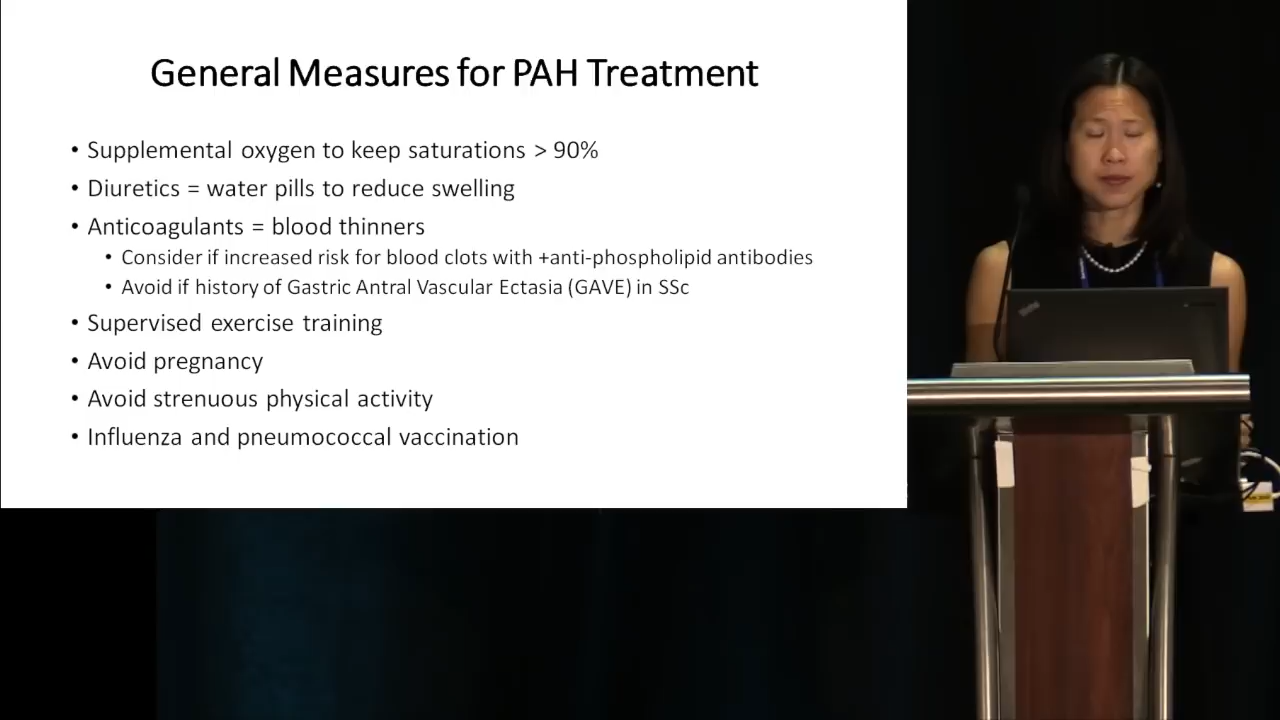 General Measures for PAH Treatment
• Supplemental oxygen to keep saturations > 90%
• Diuretics = water pills to reduce swelling
• Anticoagulants = blood thinners
• Consider if increased risk for blood clots with +anti-phospholipid antibodies
• Avoid if history of Gastric Antral Vascular Ectasia (GAVE) in SSc
• Supervised exercise training
• Avoid pregnancy
• Avoid strenuous physical activity
• Influenza and pneumococcal vaccination